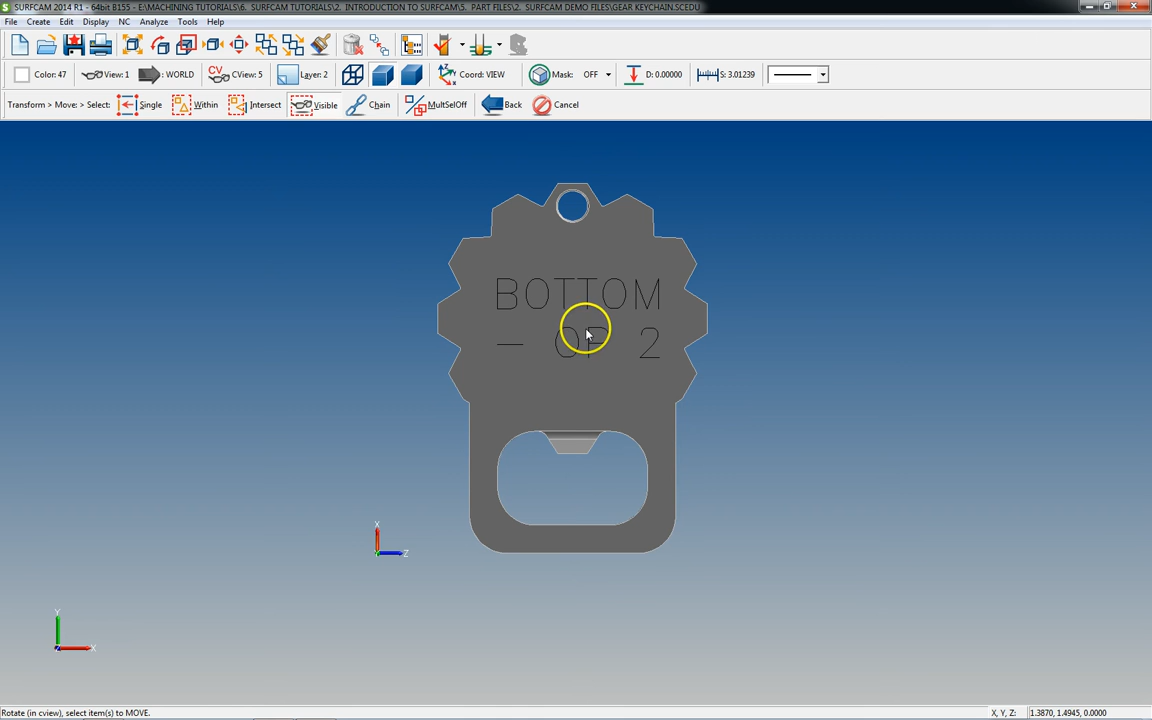 SURFCAM 2014 R1 - 64bit B155 - E:\MACHINING TUTORIALS\6. SURFCAM TUTORIALS\2. INTRODUCTION TO SURFCAM\5. PART FILES\2. SURFCAM DEMO FILES\GEAR KEYCHAIN.SCEDU
File Create Edit Display NC Analyze Tools Help
Color: 47 View: 1 : WORLD CV CView: 5 Layer: 2 Coord: VIEW Mask: OFF D: 0.00000 S: 3.01239
Transform > Move: > Select: Single Within Intersect Visible Chain MultSelOff Back Cancel
BOTTOM
- OP 2
X
Z
Y
X
Rotate (in cview), select item(s) to MOVE. X, Y, Z: 1.3870, 1.4945, 0.0000